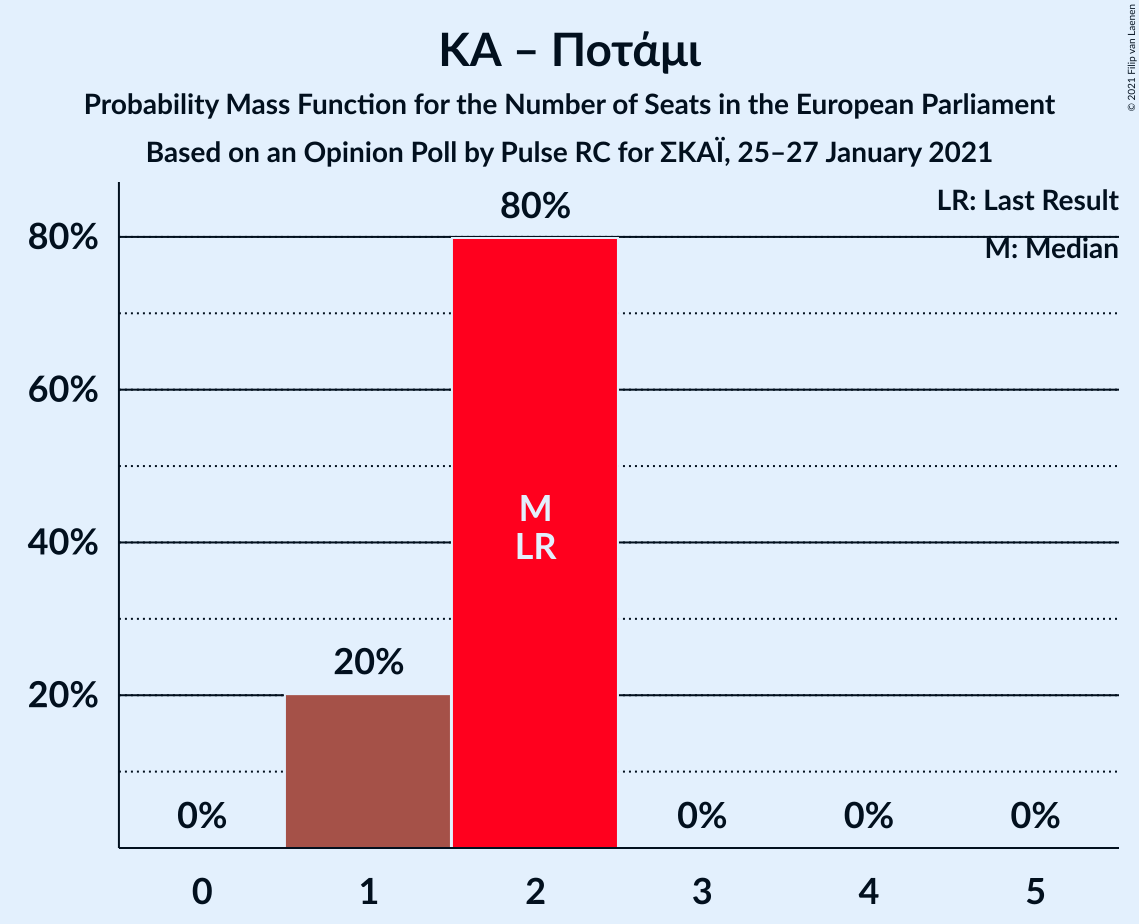 ΚΑ – Ποτάμι
Probability Mass Function for the Number of Seats in the European Parliament
Based on an Opinion Poll by Pulse RC for ΣΚΑΪ, 25–27 January 2021
© 2021 Filip van Laenen
LR: Last Result
M: Median
80%
60%
40%
20%
0%
20%
80%
M
LR
0%
0%
0%
0
1
2
3
4
5